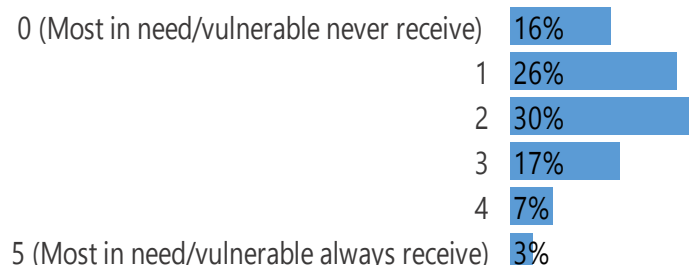 0 (Most in need/vulnerable never receive) 16%
1 26%
2 30%
3 17%
4 7%
5 (Most in need/vulnerable always receive) 3%